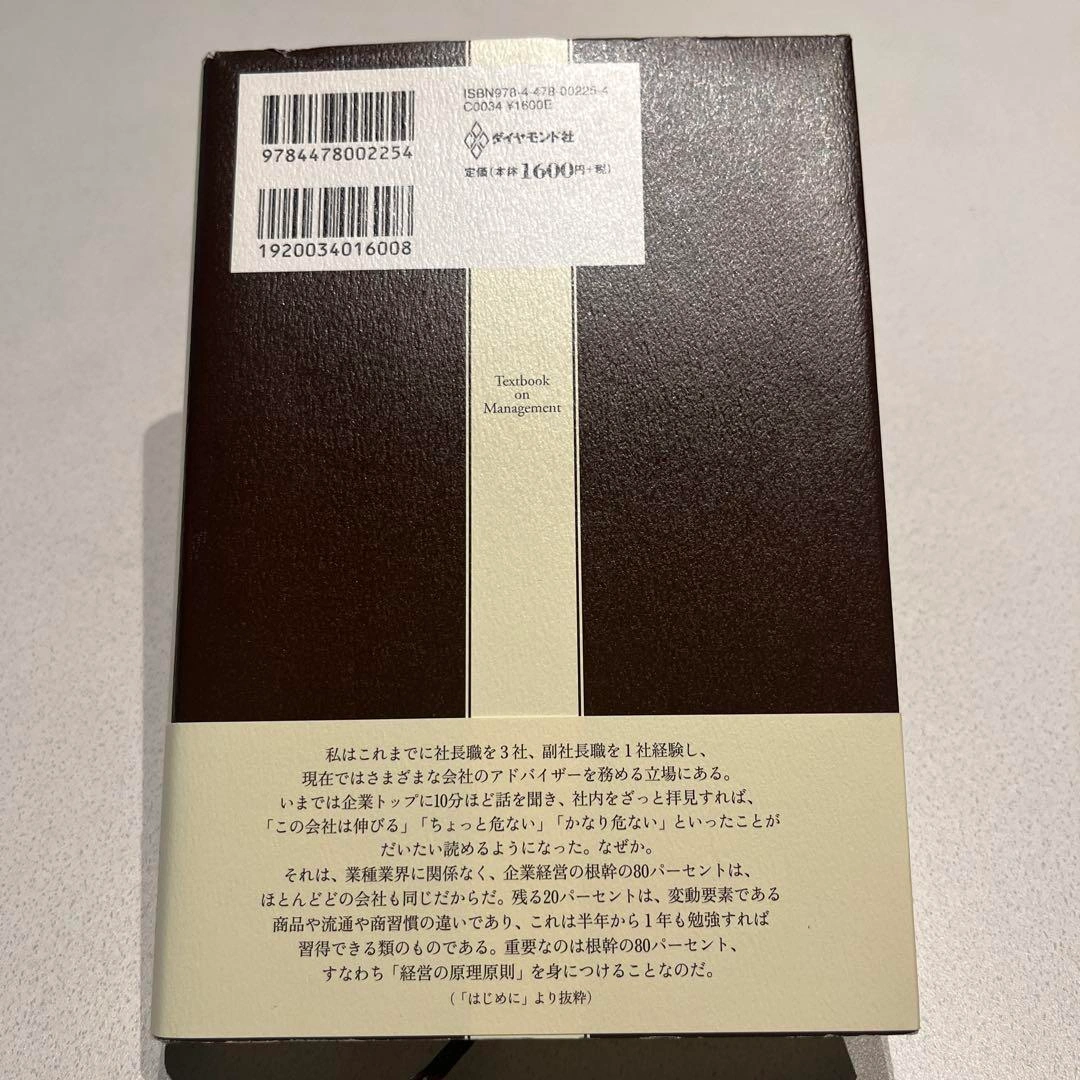 ISBN978-4-478-00225-4
C0034 ¥1600E
9784478002254
ダイヤモンド社
定価(本体1600円+税)
1920034016008
Textbook
on
Management
私はこれまでに社長職を3社、副社長職を1社経験し、
現在ではさまざまな会社のアドバイザーを務める立場にある。
いまでは企業トップに10分ほど話を聞き、社内をざっと拝見すれば、
「この会社は伸びる」「ちょっと危ない」「かなり危ない」といったことが
だいたい読めるようになった。なぜか。
それは、業種業界に関係なく、企業経営の根幹の80パーセントは、
ほとんどどの会社も同じだからだ。残る20パーセントは、変動要素である
商品や流通や商習慣の違いであり、これは半年から1年も勉強すれば
習得できる類のものである。重要なのは根幹の80パーセント、
すなわち「経営の原理原則」を身につけることなのだ。
(「はじめに」より抜粋)